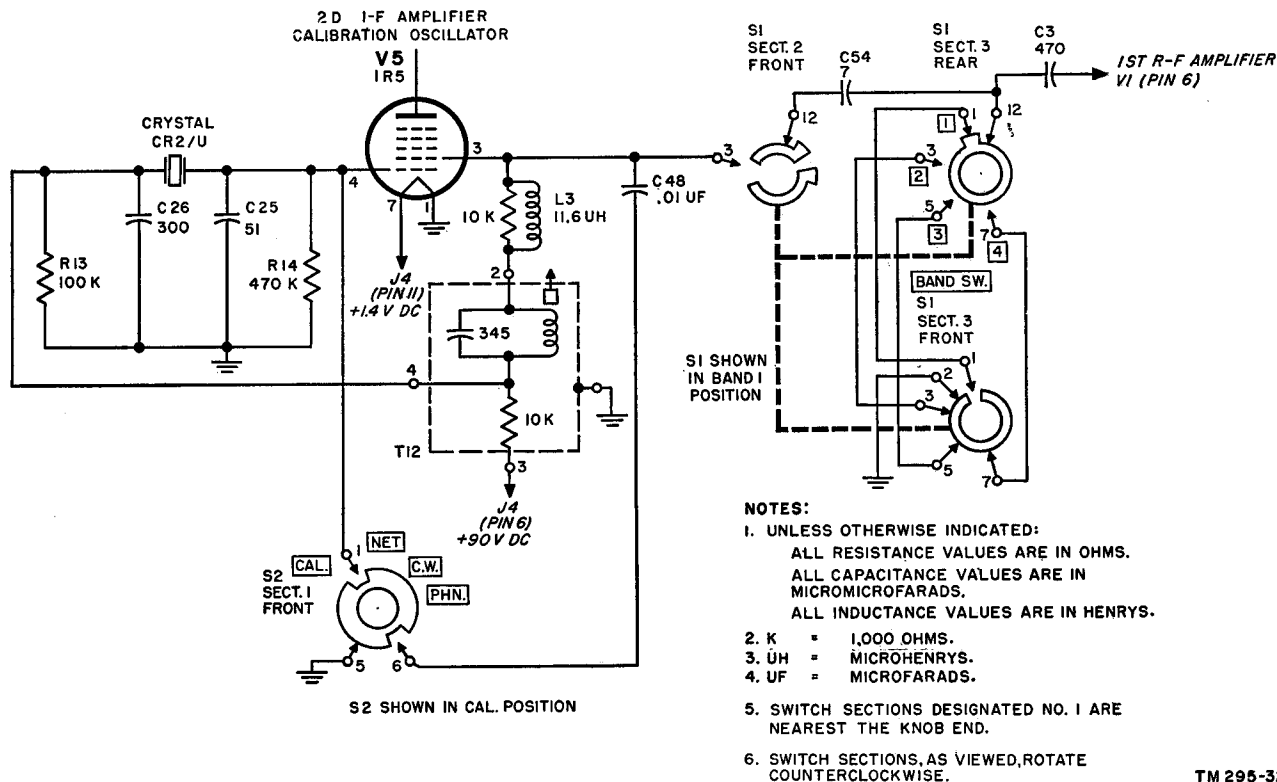 2D I-F AMPLIFIER
CALIBRATION OSCILLATOR
V5
1R5
CRYSTAL
CR2/U
4
3
7
1
C26
300
C25
51
R13
100 K
R14
470 K
J4
(PIN 11)
+1.4 V DC
10 K
L3
11.6 UH
C48
.01 UF
2
345
4
10 K
T12
3
J4
(PIN 6)
+90 V DC
S2
SECT. 1
FRONT
CAL.
1
NET
C.W.
PHN.
5
6
S2 SHOWN IN CAL. POSITION
S1
SECT. 2
FRONT
C54
7
S1
SECT. 3
REAR
C3
470
1ST R-F AMPLIFIER
V1 (PIN 6)
12
3
1
1
12
3
2
5
3
7
4
BAND SW.
S1
SECT. 3
FRONT
S1 SHOWN
IN BAND 1
POSITION
1
2
3
5
7
NOTES:
1. UNLESS OTHERWISE INDICATED:
ALL RESISTANCE VALUES ARE IN OHMS.
ALL CAPACITANCE VALUES ARE IN
MICROMICROFARADS.
ALL INDUCTANCE VALUES ARE IN HENRYS.
2. K = 1,000 OHMS.
3. UH = MICROHENRYS.
4. UF = MICROFARADS.
5. SWITCH SECTIONS DESIGNATED NO. 1 ARE
NEAREST THE KNOB END.
6. SWITCH SECTIONS, AS VIEWED, ROTATE
COUNTERCLOCKWISE.
TM 295-3